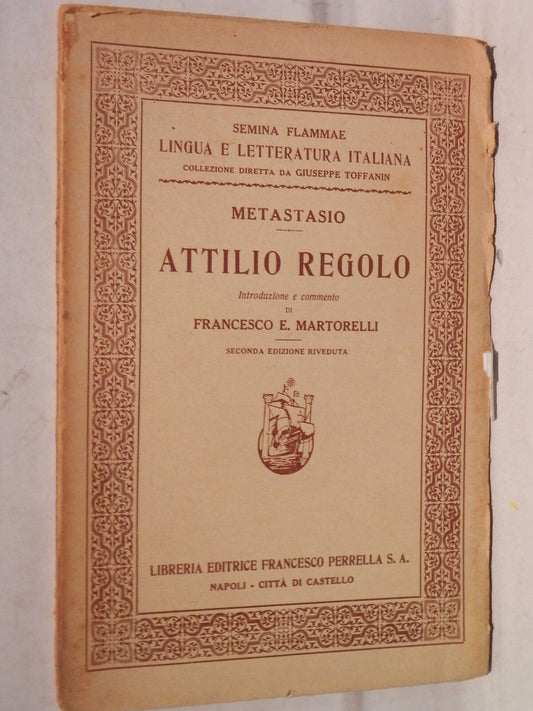 SEMINA FLAMMAE
LINGUA E LETTERATURA ITALIANA
COLLEZIONE DIRETTA DA GIUSEPPE TOFFANIN
METASTASIO
ATTILIO REGOLO
Introduzione e commento
DI
FRANCESCO E. MARTORELLI
SECONDA EDIZIONE RIVEDUTA
LIBRERIA EDITRICE FRANCESCO PERRELLA S. A.
NAPOLI - CITTÀ DI CASTELLO